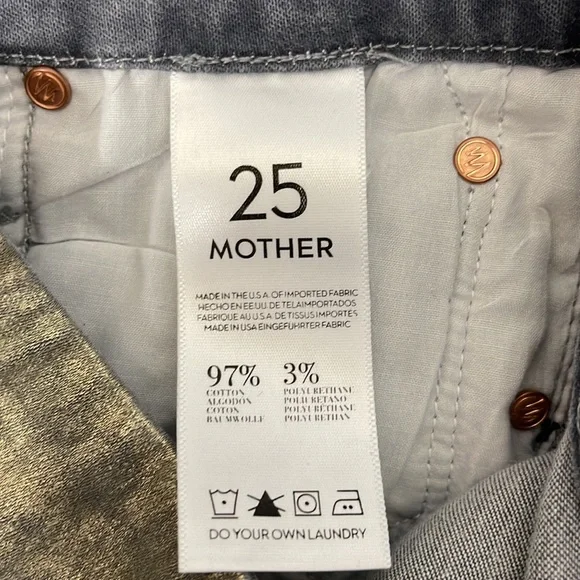 25
MOTHER
MADE IN THE U.S.A. OF IMPORTED FABRIC
HECHO EN EE.UU. DE TELA IMPORTADOS
FABRIQUE AU U.S.A. DE TISSUS IMPORTES
MADE IN USA EINGEFUHRTER FABRIC
97% 3%
COTTON POLYURETHANE
ALGODON POLIURETANO
COTON POLYURETHANE
BAUMWOLLE POLYURETHAN
DO YOUR OWN LAUNDRY